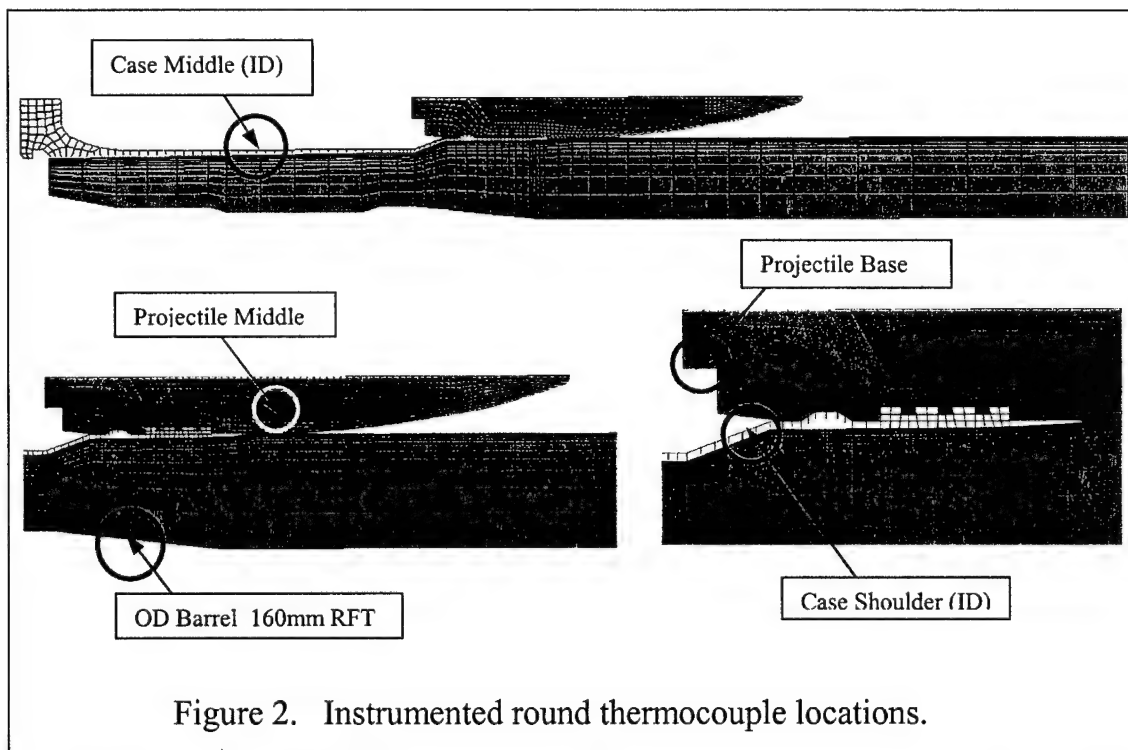 Case Middle (ID)
Projectile Base
Projectile Middle
OD Barrel 160mm RFT
Case Shoulder (ID)
Figure 2. Instrumented round thermocouple locations.